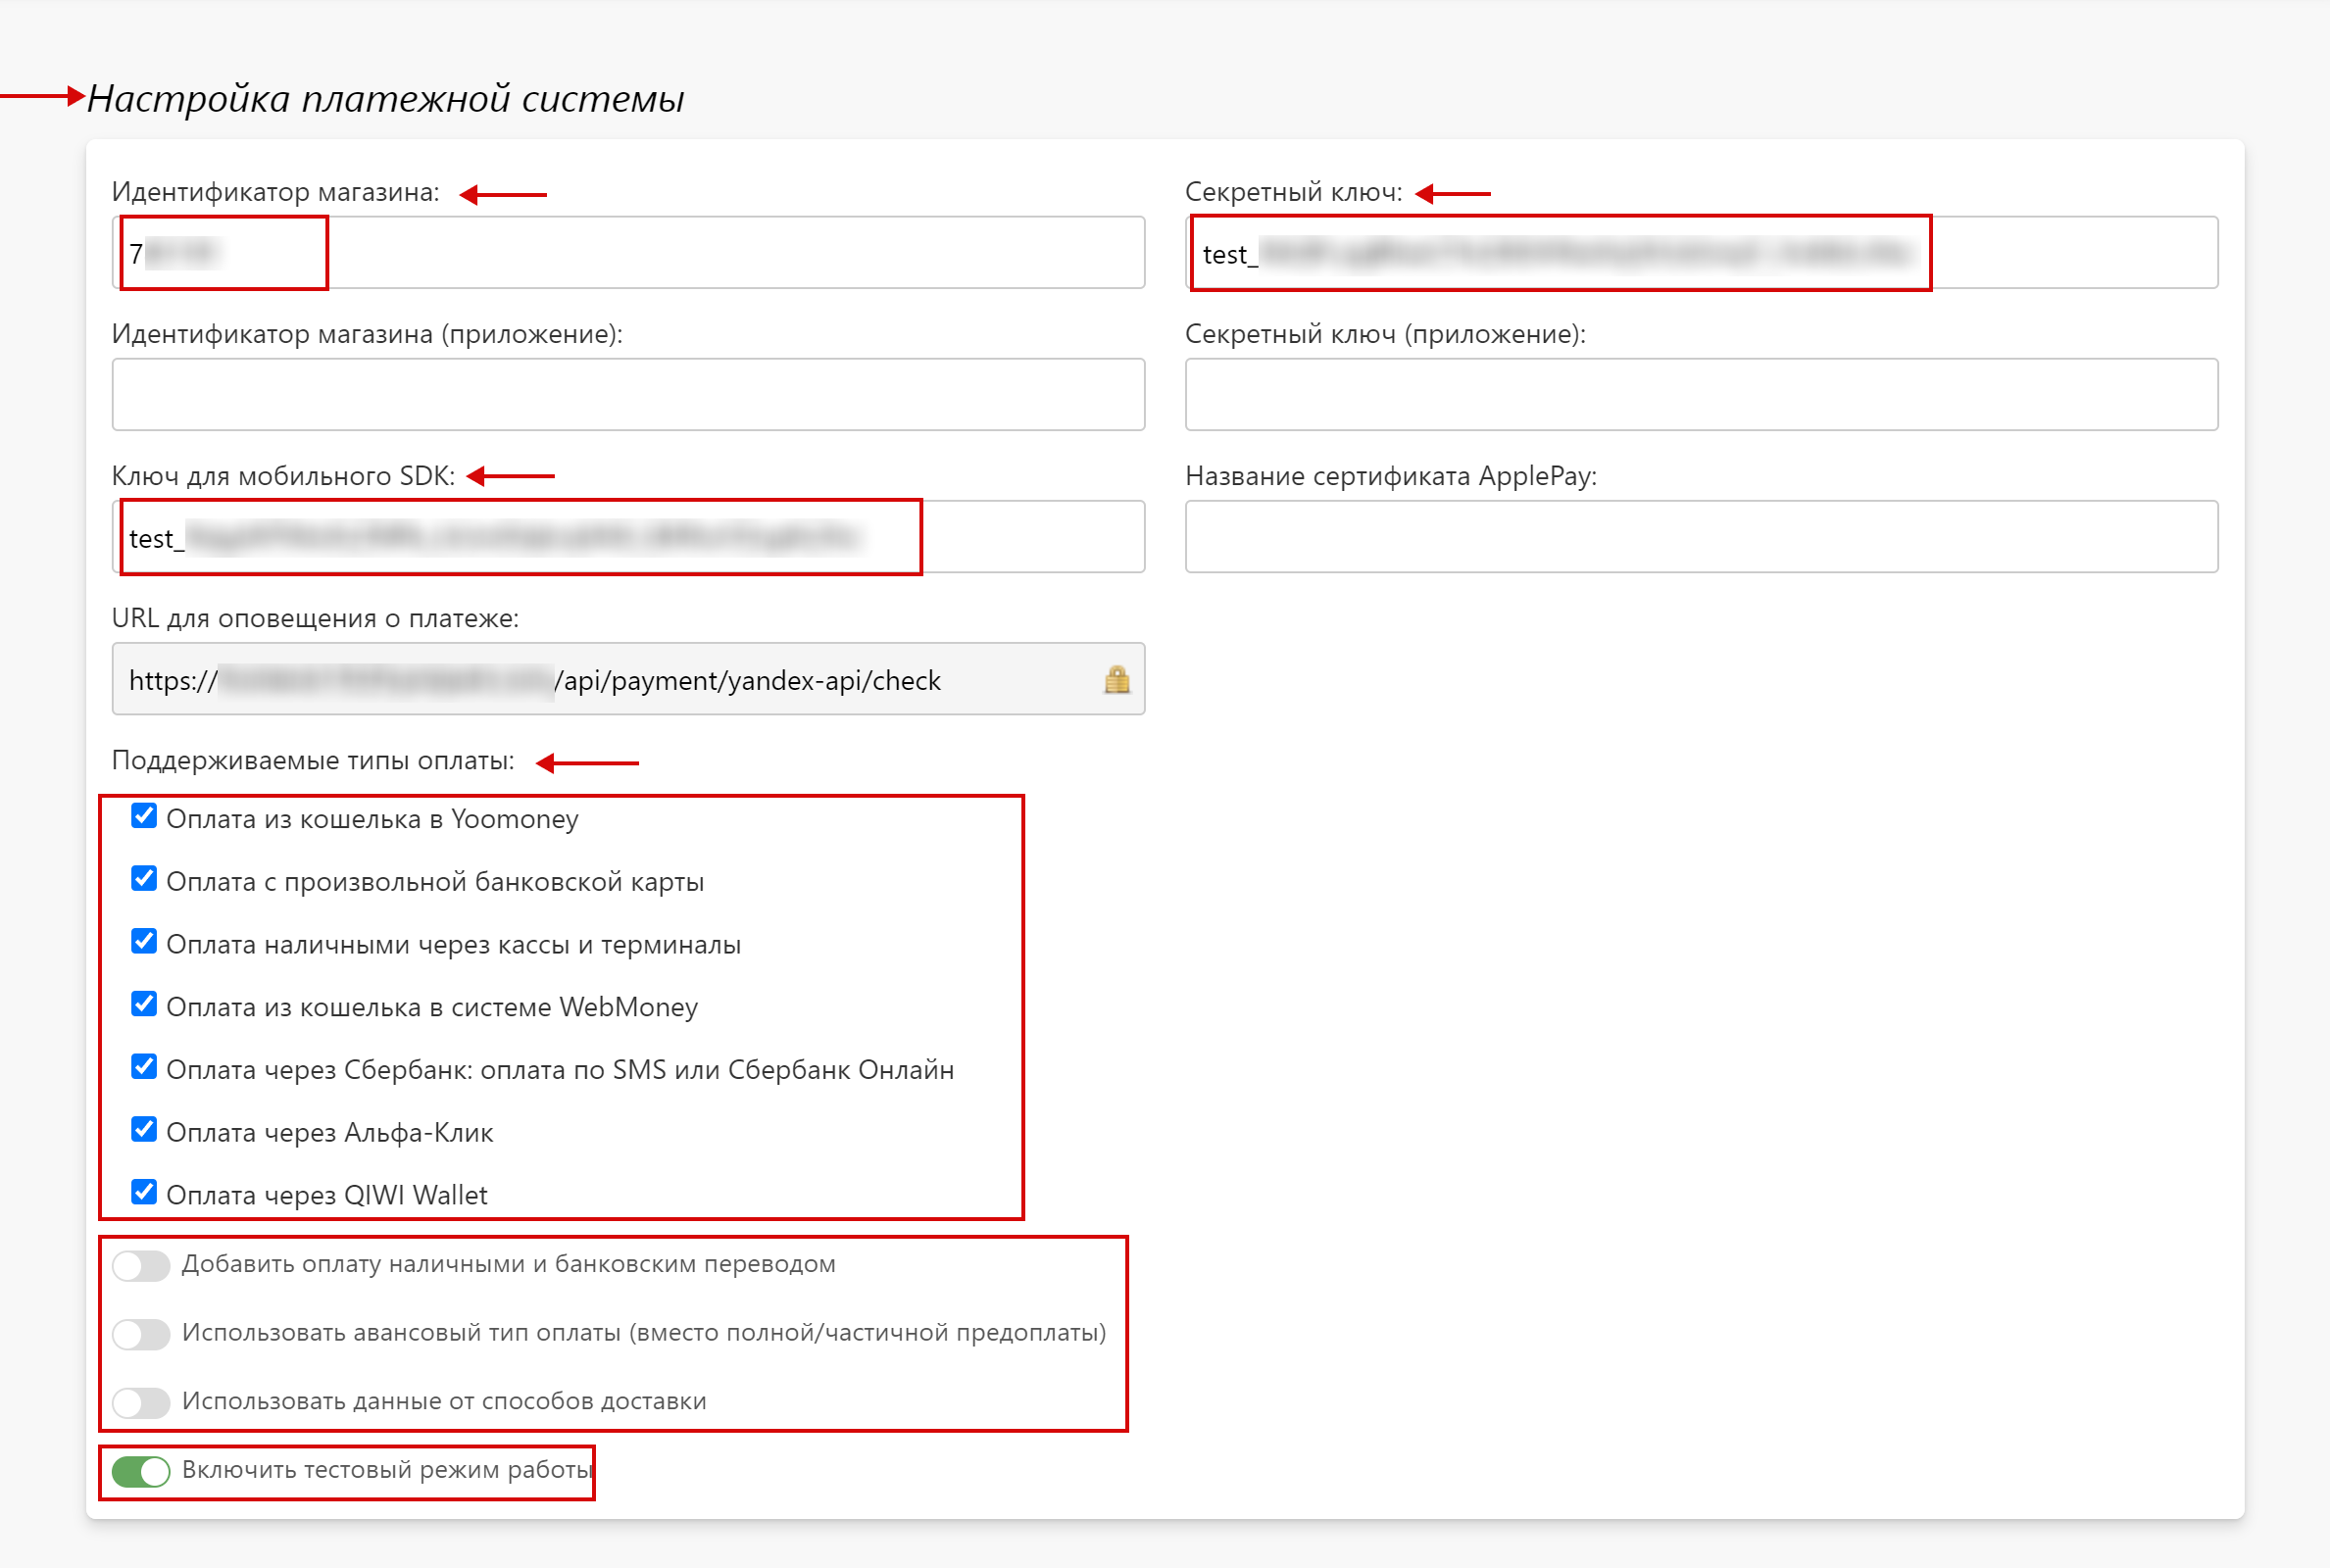 Настройка платежной системы
Идентификатор магазина:
Секретный ключ:
7
test_
Идентификатор магазина (приложение):
Секретный ключ (приложение):
Ключ для мобильного SDK:
Название сертификата ApplePay:
test_
URL для оповещения о платеже:
https:// /api/payment/yandex-api/check
Поддерживаемые типы оплаты:
Оплата из кошелька в Yoomoney
Оплата с произвольной банковской карты
Оплата наличными через кассы и терминалы
Оплата из кошелька в системе WebMoney
Оплата через Сбербанк: оплата по SMS или Сбербанк Онлайн
Оплата через Альфа-Клик
Оплата через QIWI Wallet
Добавить оплату наличными и банковским переводом
Использовать авансовый тип оплаты (вместо полной/частичной предоплаты)
Использовать данные от способов доставки
Включить тестовый режим работы